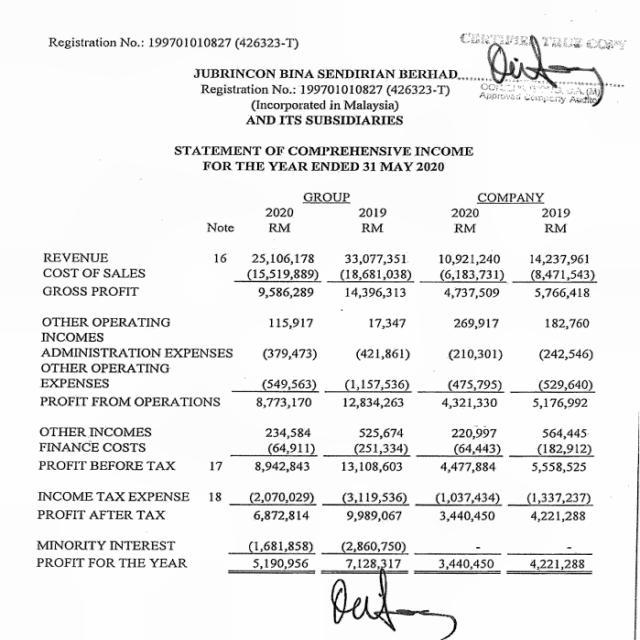 Registration No.: 199701010827 (426323-T)
CERTIFIED TRUE COPY
JUBRINCON BINA SENDIRIAN BERHAD
Registration No.: 199701010827 (426323-T)
Approved Company Auditor
(Incorporated in Malaysia)
AND ITS SUBSIDIARIES
STATEMENT OF COMPREHENSIVE INCOME
FOR THE YEAR ENDED 31 MAY 2020
GROUP COMPANY
2020 2019 2020 2019
Note RM RM RM RM
REVENUE 16 25,106,178 33,077,351 10,921,240 14,237,961
COST OF SALES (15,519,889) (18,681,038) (6,183,731) (8,471,543)
GROSS PROFIT 9,586,289 14,396,313 4,737,509 5,766,418
OTHER OPERATING 115,917 17,347 269,917 182,760
INCOMES
ADMINISTRATION EXPENSES (379,473) (421,861) (210,301) (242,546)
OTHER OPERATING
EXPENSES (549,563) (1,157,536) (475,795) (529,640)
PROFIT FROM OPERATIONS 8,773,170 12,834,263 4,321,330 5,176,992
OTHER INCOMES 234,584 525,674 220,997 564,445
FINANCE COSTS (64,911) (251,334) (64,443) (182,912)
PROFIT BEFORE TAX 17 8,942,843 13,108,603 4,477,884 5,558,525
INCOME TAX EXPENSE 18 (2,070,029) (3,119,536) (1,037,434) (1,337,237)
PROFIT AFTER TAX 6,872,814 9,989,067 3,440,450 4,221,288
MINORITY INTEREST (1,681,858) (2,860,750) - -
PROFIT FOR THE YEAR 5,190,956 7,128,317 3,440,450 4,221,288